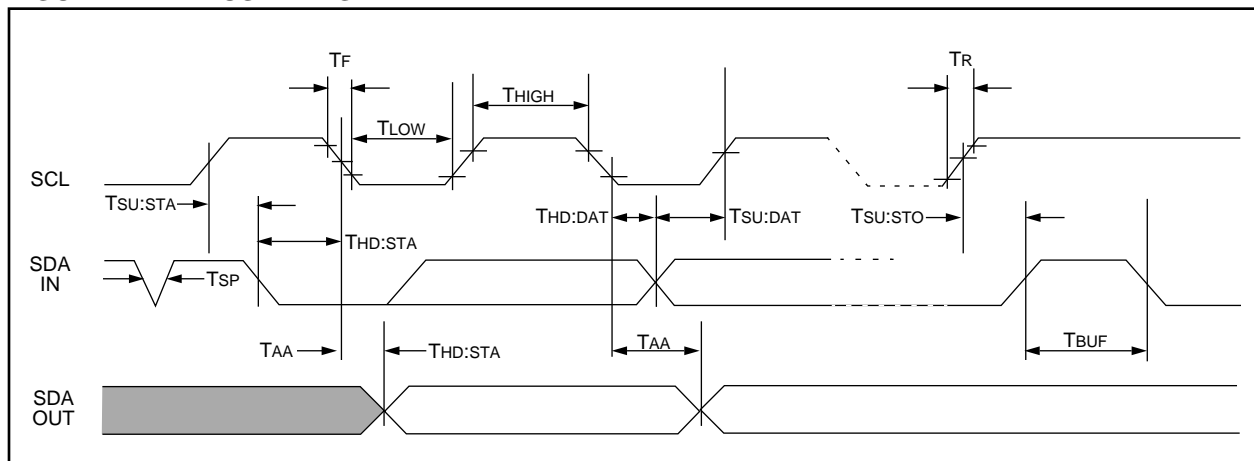 TF
TR
THIGH
TLOW
SCL
TSU:STA
THD:DAT
TSU:DAT
TSU:STO
THD:STA
SDA
IN
TSP
TAA
THD:STA
TAA
TBUF
SDA
OUT